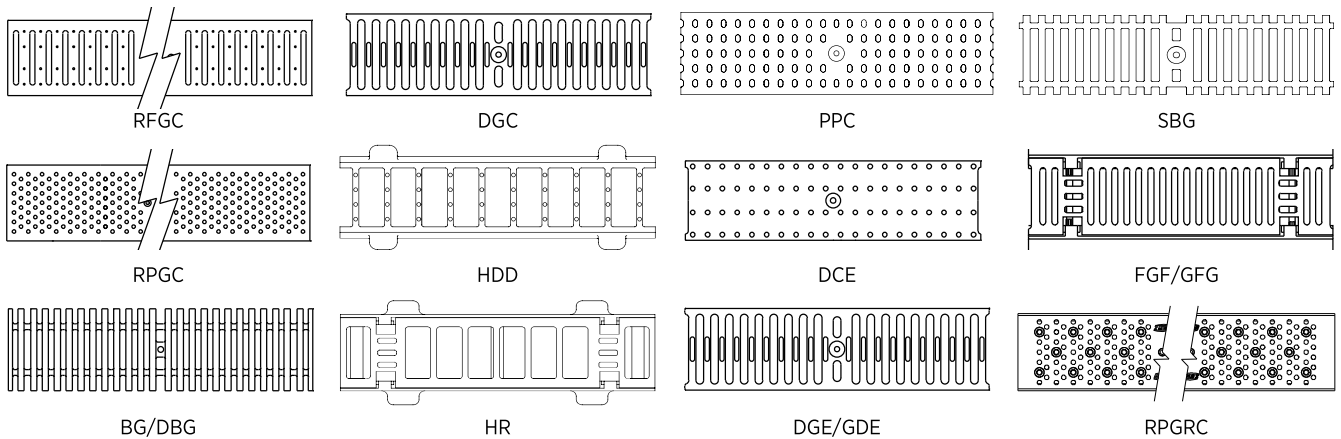 RFGC
DGC
PPC
SBG
RPGC
HDD
DCE
FGF/GFG
BG/DBG
HR
DGE/GDE
RPGRC